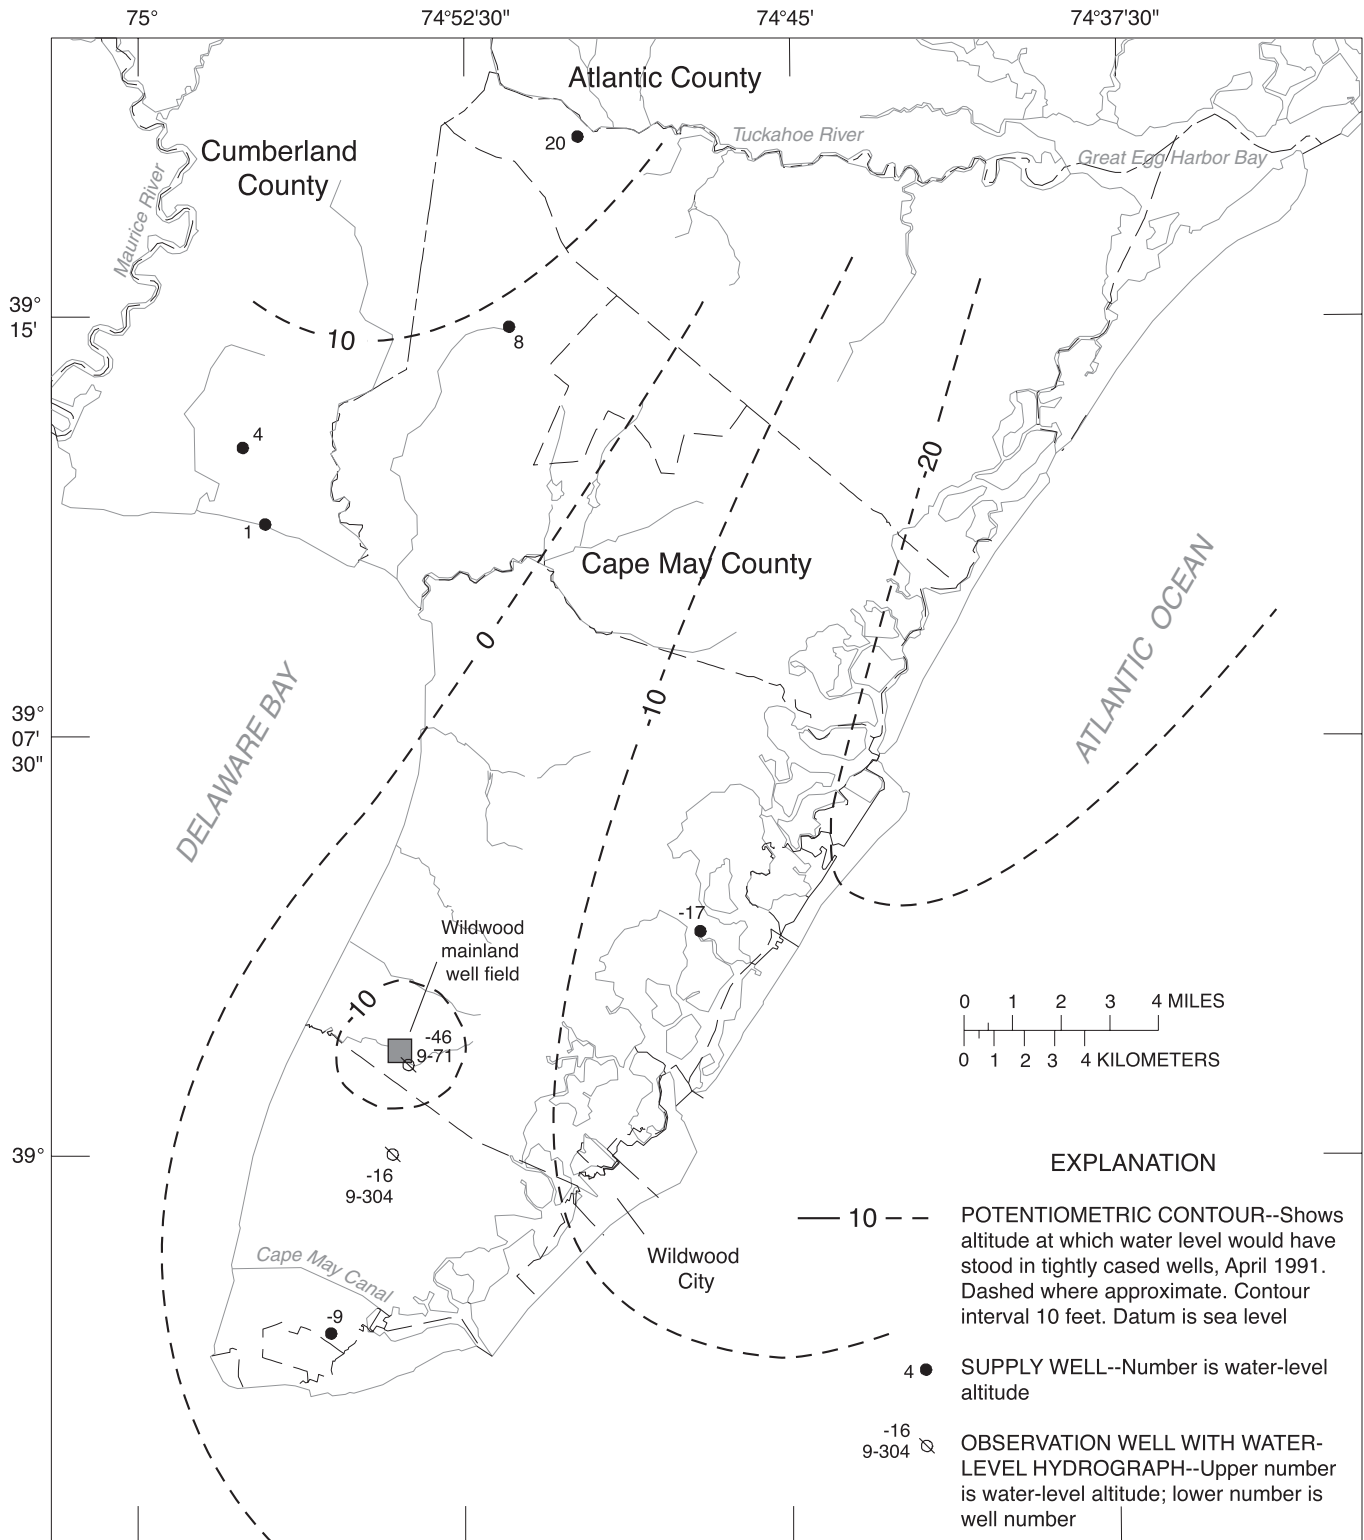 75°
74°52'30"
74°45'
74°37'30"
Atlantic County
20
Tuckahoe River
Great Egg Harbor Bay
Cumberland
County
Maurice River
39°
15'
10
8
4
1
-20
Cape May County
0
-10
ATLANTIC OCEAN
DELAWARE BAY
39°
07'
30"
-17
Wildwood
mainland
well field
-10
-46
9-71
0 1 2 3 4 MILES
0 1 2 3 4 KILOMETERS
39°
-16
9-304
Cape May Canal
-9
Wildwood
City
EXPLANATION
10
POTENTIOMETRIC CONTOUR--Shows
altitude at which water level would have
stood in tightly cased wells, April 1991.
Dashed where approximate. Contour
interval 10 feet. Datum is sea level
4
SUPPLY WELL--Number is water-level
altitude
-16
9-304
OBSERVATION WELL WITH WATER-
LEVEL HYDROGRAPH--Upper number
is water-level altitude; lower number is
well number